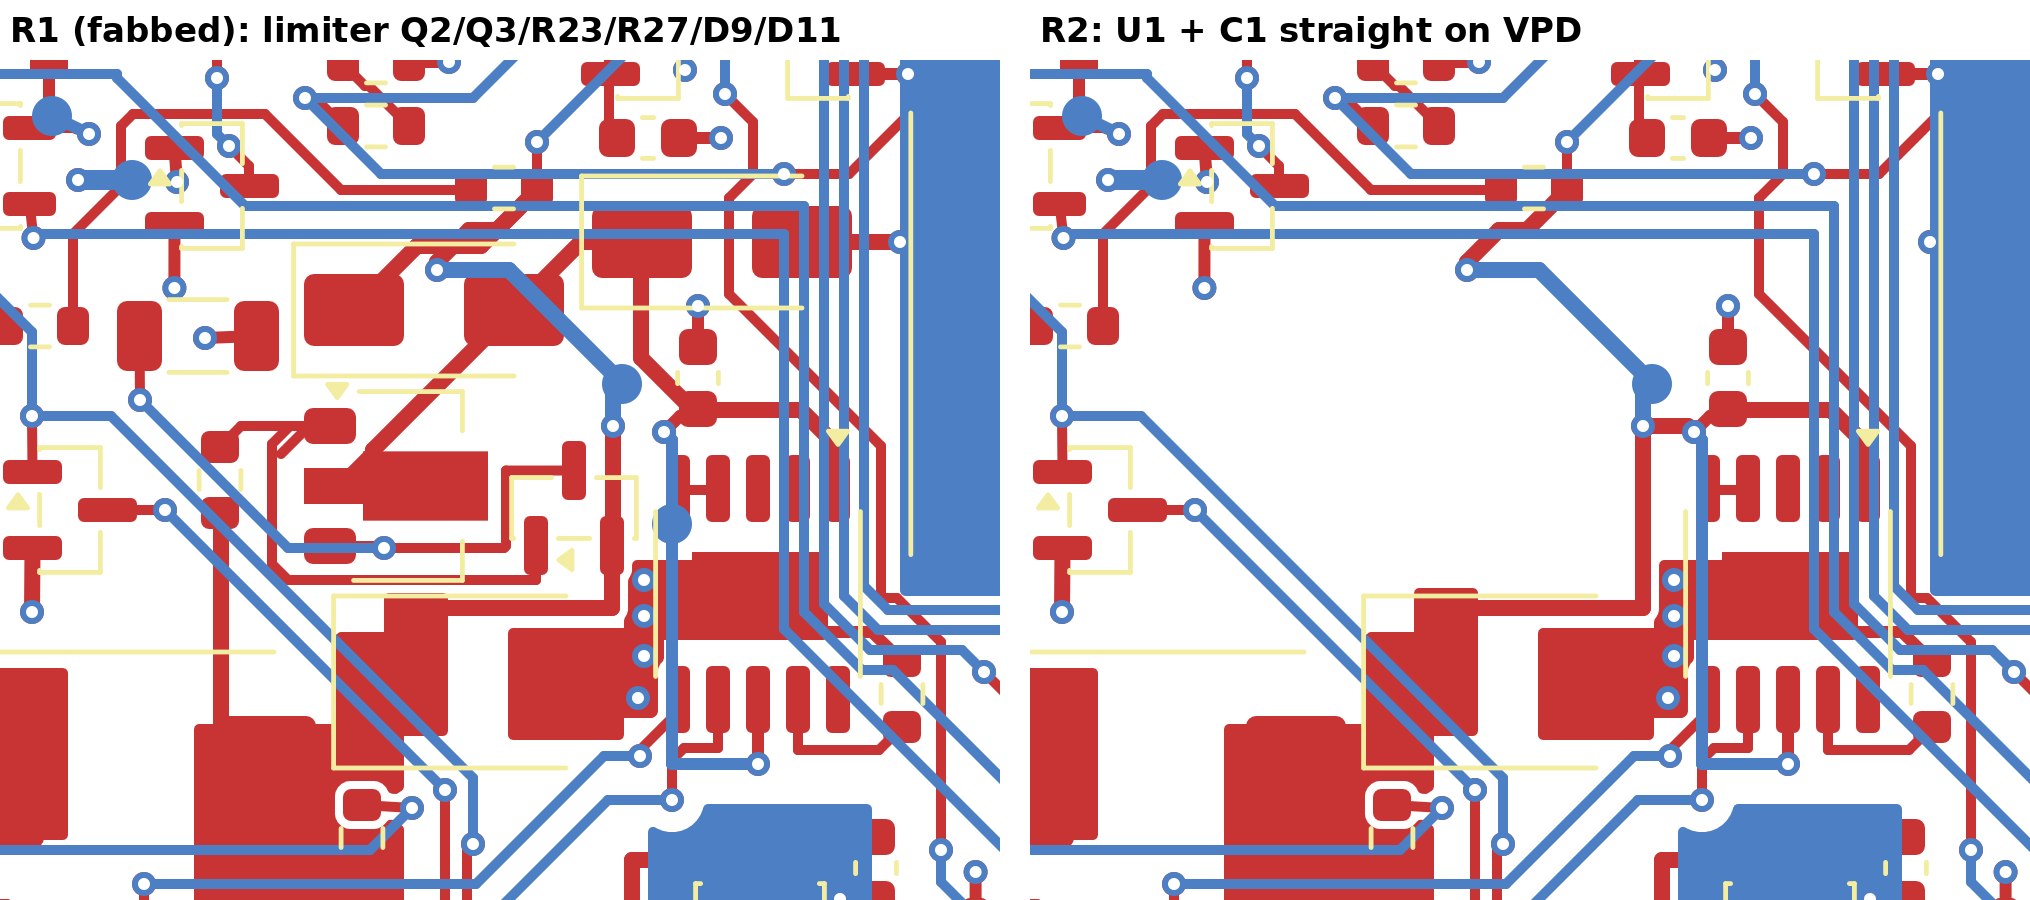 R1 (fabbed): limiter Q2/Q3/R23/R27/D9/D11
R2: U1 + C1 straight on VPD